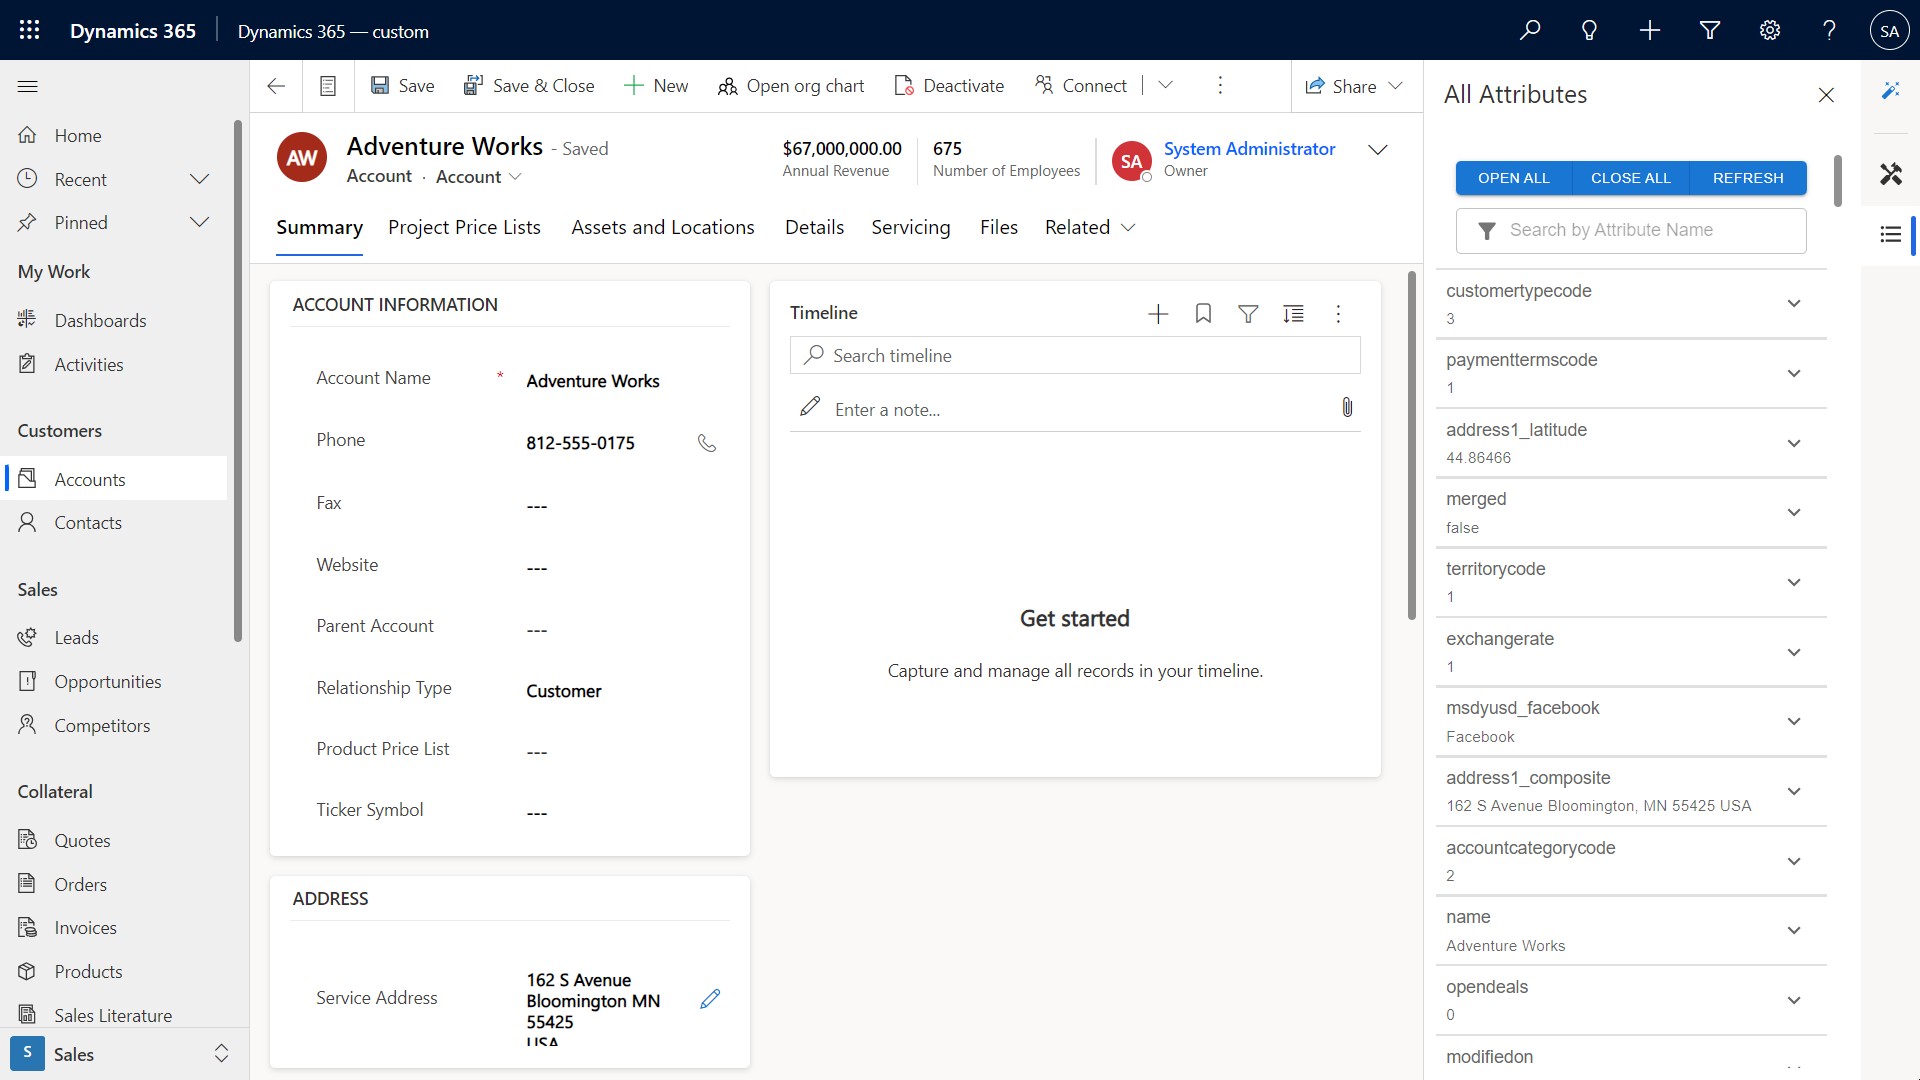 Dynamics 365
Dynamics 365 — custom
SA
Home
Recent
Pinned
My Work
Dashboards
Activities
Customers
Accounts
Contacts
Sales
Leads
Opportunities
Competitors
Collateral
Quotes
Orders
Invoices
Products
Sales Literature
S
Sales
Save
Save & Close
New
Open org chart
Deactivate
Connect
Share
AW
Adventure Works - Saved
Account · Account
$67,000,000.00
Annual Revenue
675
Number of Employees
SA
System Administrator
Owner
Summary
Project Price Lists
Assets and Locations
Details
Servicing
Files
Related
ACCOUNT INFORMATION
Account Name * Adventure Works
Phone 812-555-0175
Fax ---
Website ---
Parent Account ---
Relationship Type Customer
Product Price List ---
Ticker Symbol ---
ADDRESS
Service Address
162 S Avenue
Bloomington MN
55425
USA
Timeline
Search timeline
Enter a note...
Get started
Capture and manage all records in your timeline.
All Attributes
OPEN ALL
CLOSE ALL
REFRESH
Search by Attribute Name
customertypecode
3
paymenttermscode
1
address1_latitude
44.86466
merged
false
territorycode
1
exchangerate
1
msdyusd_facebook
Facebook
address1_composite
162 S Avenue Bloomington, MN 55425 USA
accountcategorycode
2
name
Adventure Works
opendeals
0
modifiedon